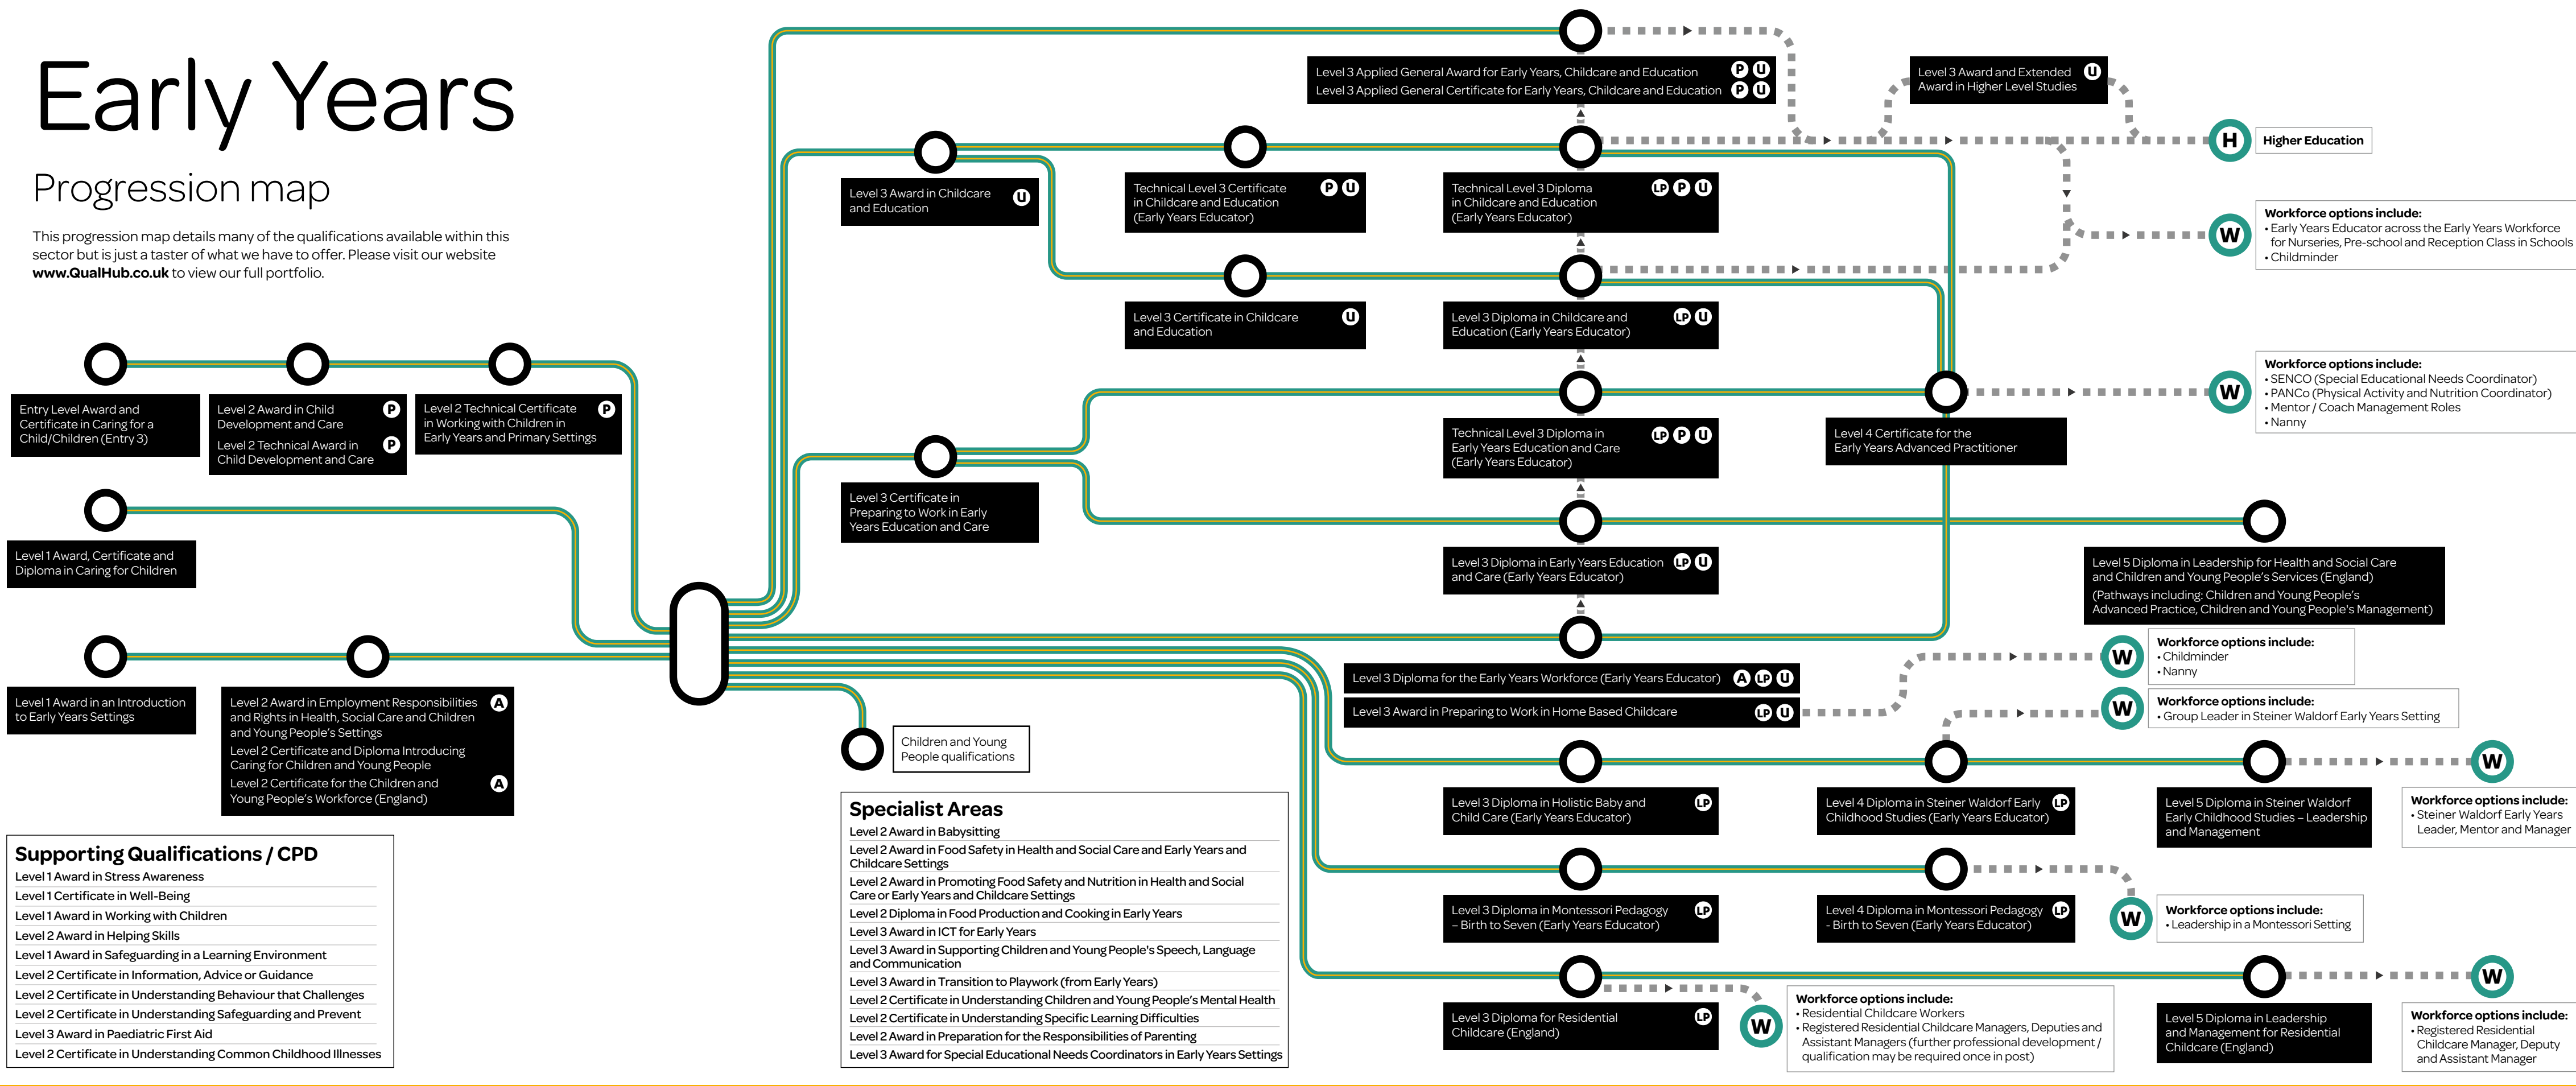 Early Years
Progression map
This progression map details many of the qualifications available within this
sector but is just a taster of what we have to offer. Please visit our website
www.QualHub.co.uk to view our full portfolio.
Entry Level Award and
Certificate in Caring for a
Child/Children (Entry 3)
Level 2 Award in Child
Development and Care
P
Level 2 Technical Award in
Child Development and Care
P
Level 2 Technical Certificate
in Working with Children in
Early Years and Primary Settings
P
Level 1 Award, Certificate and
Diploma in Caring for Children
Level 1 Award in an Introduction
to Early Years Settings
Level 2 Award in Employment Responsibilities
and Rights in Health, Social Care and Children
and Young People's Settings
A
Level 2 Certificate and Diploma Introducing
Caring for Children and Young People
Level 2 Certificate for the Children and
Young People's Workforce (England)
A
Supporting Qualifications / CPD
Level 1 Award in Stress Awareness
Level 1 Certificate in Well-Being
Level 1 Award in Working with Children
Level 2 Award in Helping Skills
Level 1 Award in Safeguarding in a Learning Environment
Level 2 Certificate in Information, Advice or Guidance
Level 2 Certificate in Understanding Behaviour that Challenges
Level 2 Certificate in Understanding Safeguarding and Prevent
Level 3 Award in Paediatric First Aid
Level 2 Certificate in Understanding Common Childhood Illnesses
Level 3 Applied General Award for Early Years, Childcare and Education P U
Level 3 Applied General Certificate for Early Years, Childcare and Education P U
Level 3 Award and Extended
Award in Higher Level Studies
U
H
Higher Education
Level 3 Award in Childcare
and Education
U
Technical Level 3 Certificate
in Childcare and Education
(Early Years Educator)
P U
Technical Level 3 Diploma
in Childcare and Education
(Early Years Educator)
LP P U
W
Workforce options include:
• Early Years Educator across the Early Years Workforce
for Nurseries, Pre-school and Reception Class in Schools
• Childminder
Level 3 Certificate in Childcare
and Education
U
Level 3 Diploma in Childcare and
Education (Early Years Educator)
LP U
W
Workforce options include:
• SENCO (Special Educational Needs Coordinator)
• PANCo (Physical Activity and Nutrition Coordinator)
• Mentor / Coach Management Roles
• Nanny
Level 3 Certificate in
Preparing to Work in Early
Years Education and Care
Technical Level 3 Diploma in
Early Years Education and Care
(Early Years Educator)
LP P U
Level 4 Certificate for the
Early Years Advanced Practitioner
Level 3 Diploma in Early Years Education
and Care (Early Years Educator)
LP U
Level 5 Diploma in Leadership for Health and Social Care
and Children and Young People's Services (England)
(Pathways including: Children and Young People's
Advanced Practice, Children and Young People's Management)
Level 3 Diploma for the Early Years Workforce (Early Years Educator) A LP U
Level 3 Award in Preparing to Work in Home Based Childcare LP U
W
Workforce options include:
• Childminder
• Nanny
W
Workforce options include:
• Group Leader in Steiner Waldorf Early Years Setting
Children and Young
People qualifications
Level 3 Diploma in Holistic Baby and
Child Care (Early Years Educator)
LP
Level 4 Diploma in Steiner Waldorf Early
Childhood Studies (Early Years Educator)
LP
Level 5 Diploma in Steiner Waldorf
Early Childhood Studies – Leadership
and Management
W
Workforce options include:
• Steiner Waldorf Early Years
Leader, Mentor and Manager
Level 3 Diploma in Montessori Pedagogy
– Birth to Seven (Early Years Educator)
LP
Level 4 Diploma in Montessori Pedagogy
- Birth to Seven (Early Years Educator)
LP
W
Workforce options include:
• Leadership in a Montessori Setting
Level 3 Diploma for Residential
Childcare (England)
LP
W
Workforce options include:
• Residential Childcare Workers
• Registered Residential Childcare Managers, Deputies and
Assistant Managers (further professional development /
qualification may be required once in post)
Level 5 Diploma in Leadership
and Management for Residential
Childcare (England)
W
Workforce options include:
• Registered Residential
Childcare Manager, Deputy
and Assistant Manager
Specialist Areas
Level 2 Award in Babysitting
Level 2 Award in Food Safety in Health and Social Care and Early Years and
Childcare Settings
Level 2 Award in Promoting Food Safety and Nutrition in Health and Social
Care or Early Years and Childcare Settings
Level 2 Diploma in Food Production and Cooking in Early Years
Level 3 Award in ICT for Early Years
Level 3 Award in Supporting Children and Young People's Speech, Language
and Communication
Level 3 Award in Transition to Playwork (from Early Years)
Level 2 Certificate in Understanding Children and Young People's Mental Health
Level 2 Certificate in Understanding Specific Learning Difficulties
Level 2 Award in Preparation for the Responsibilities of Parenting
Level 3 Award for Special Educational Needs Coordinators in Early Years Settings